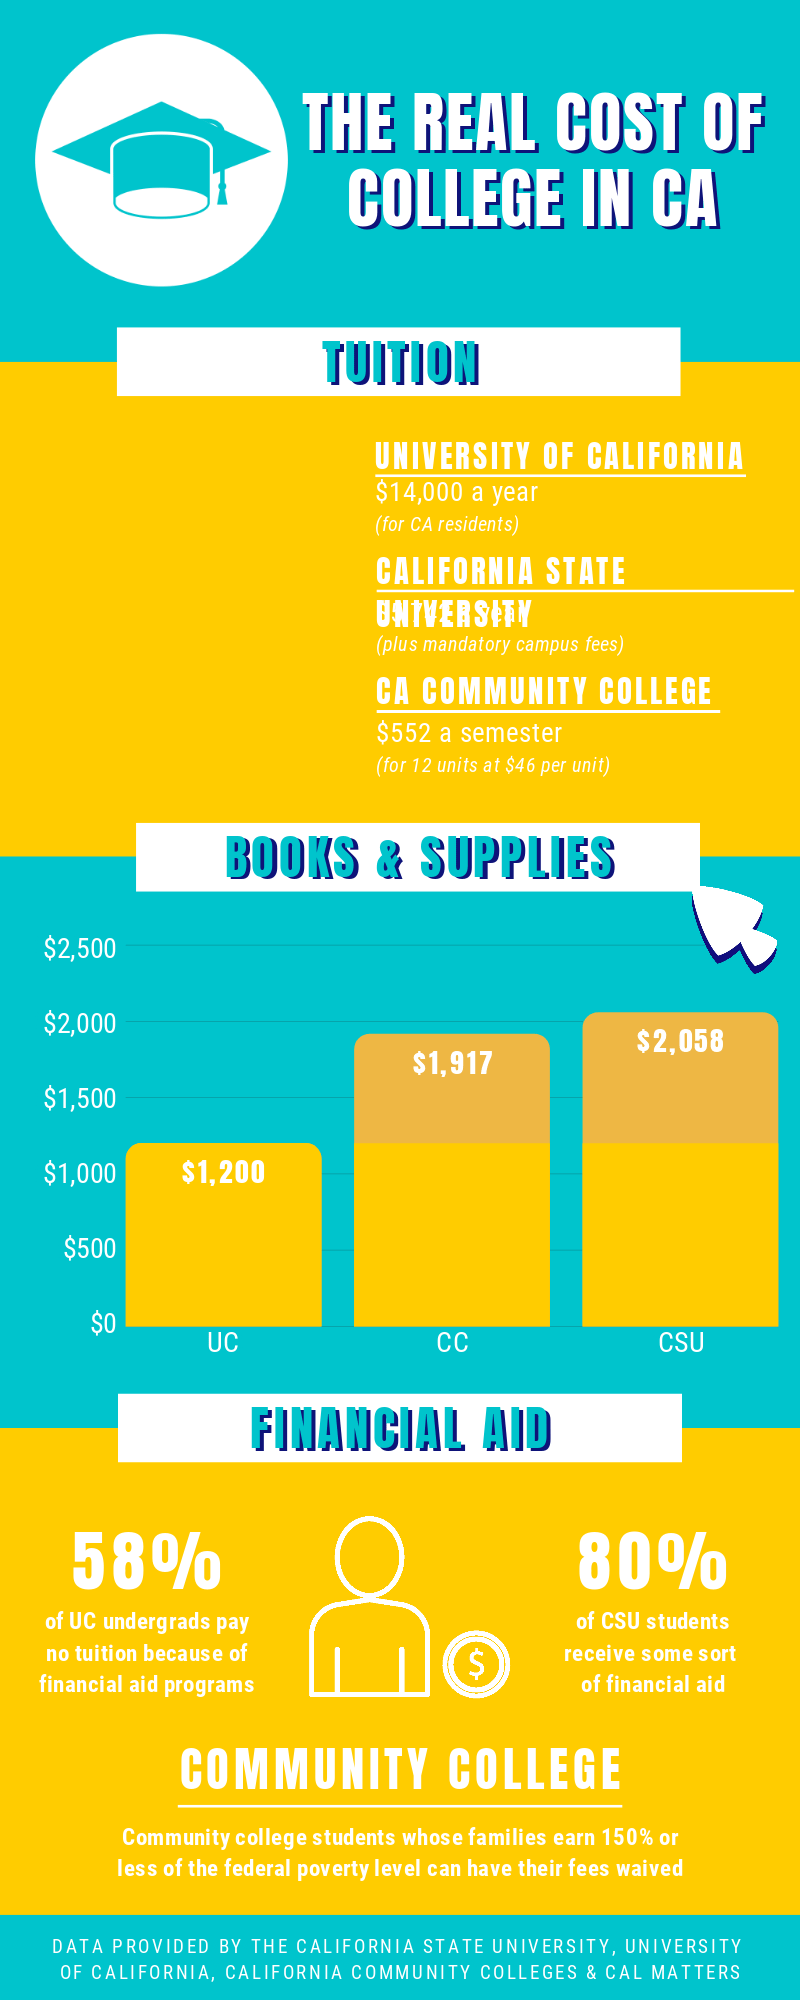 THE REAL COST OF
COLLEGE IN CA
TUITION
UNIVERSITY OF CALIFORNIA
$14,000 a year
(for CA residents)
CALIFORNIA STATE
UNIVERSITY
year
(plus mandatory campus fees)
CA COMMUNITY COLLEGE
$552 a semester
(for 12 units at $46 per unit)
BOOKS & SUPPLIES
$2,500
$2,000
$1,500
$1,000
$500
$0
$1,200
$1,917
$2,058
UC
CC
CSU
FINANCIAL AID
58%
of UC undergrads pay
no tuition because of
financial aid programs
$
80%
of CSU students
receive some sort
of financial aid
COMMUNITY COLLEGE
Community college students whose families earn 150% or
less of the federal poverty level can have their fees waived
DATA PROVIDED BY THE CALIFORNIA STATE UNIVERSITY, UNIVERSITY
OF CALIFORNIA, CALIFORNIA COMMUNITY COLLEGES & CAL MATTERS